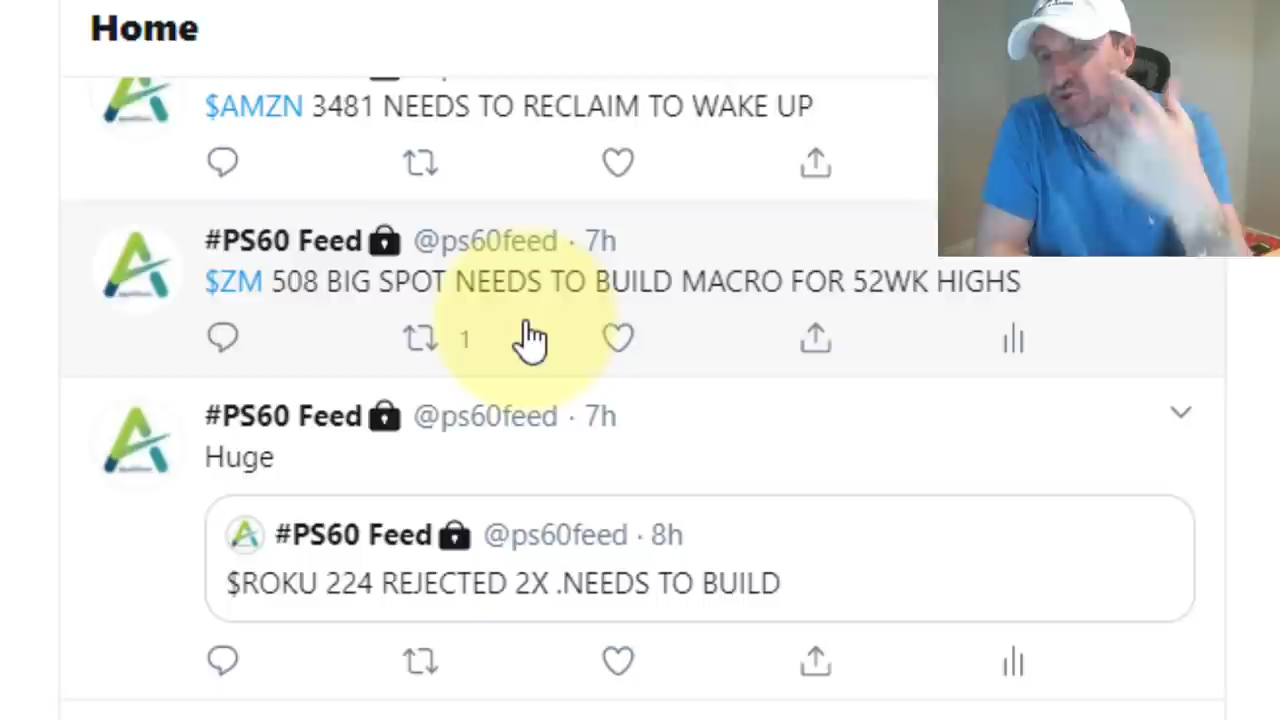 Home
$AMZN 3481 NEEDS TO RECLAIM TO WAKE UP
#PS60 Feed @ps60feed · 7h
$ZM 508 BIG SPOT NEEDS TO BUILD MACRO FOR 52WK HIGHS
1
#PS60 Feed @ps60feed · 7h
Huge
#PS60 Feed @ps60feed · 8h
$ROKU 224 REJECTED 2X .NEEDS TO BUILD